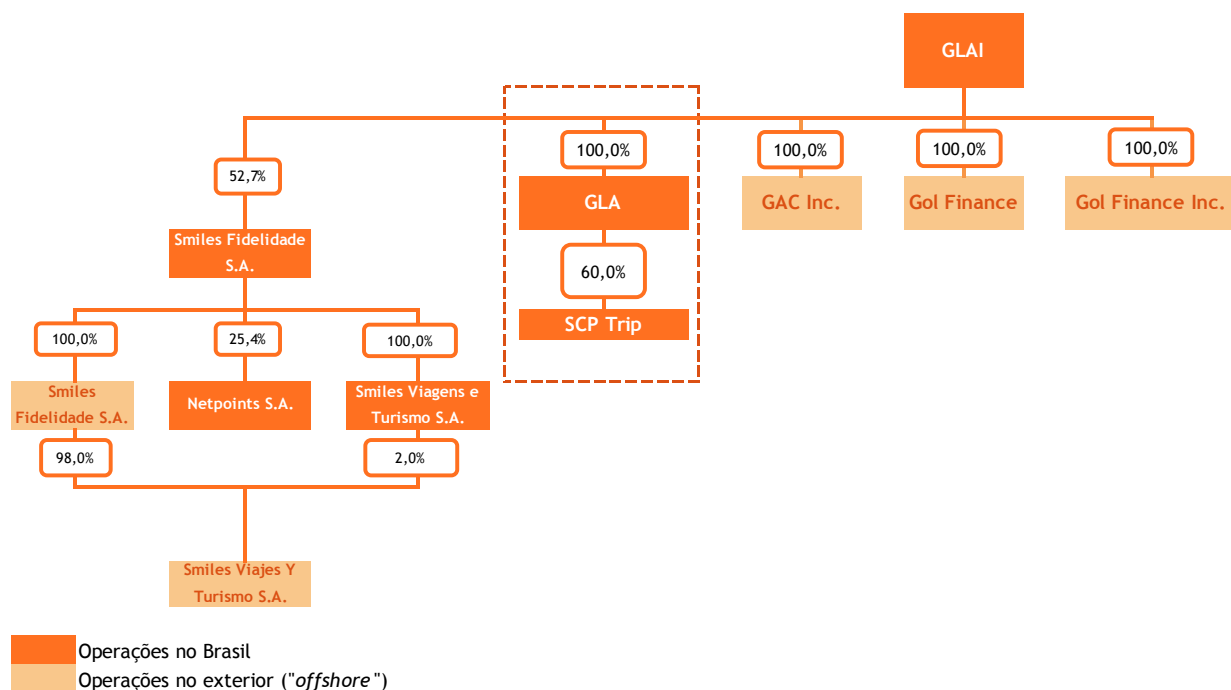 GLAI
100,0%
100,0%
100,0%
100,0%
52,7%
GLA
GAC Inc.
Gol Finance
Gol Finance Inc.
Smiles Fidelidade
S.A.
60,0%
SCP Trip
100,0%
25,4%
100,0%
Smiles
Fidelidade S.A.
Netpoints S.A.
Smiles Viagens e
Turismo S.A.
98,0%
2,0%
Smiles Viajes Y
Turismo S.A.
Operações no Brasil
Operações no exterior ("offshore")